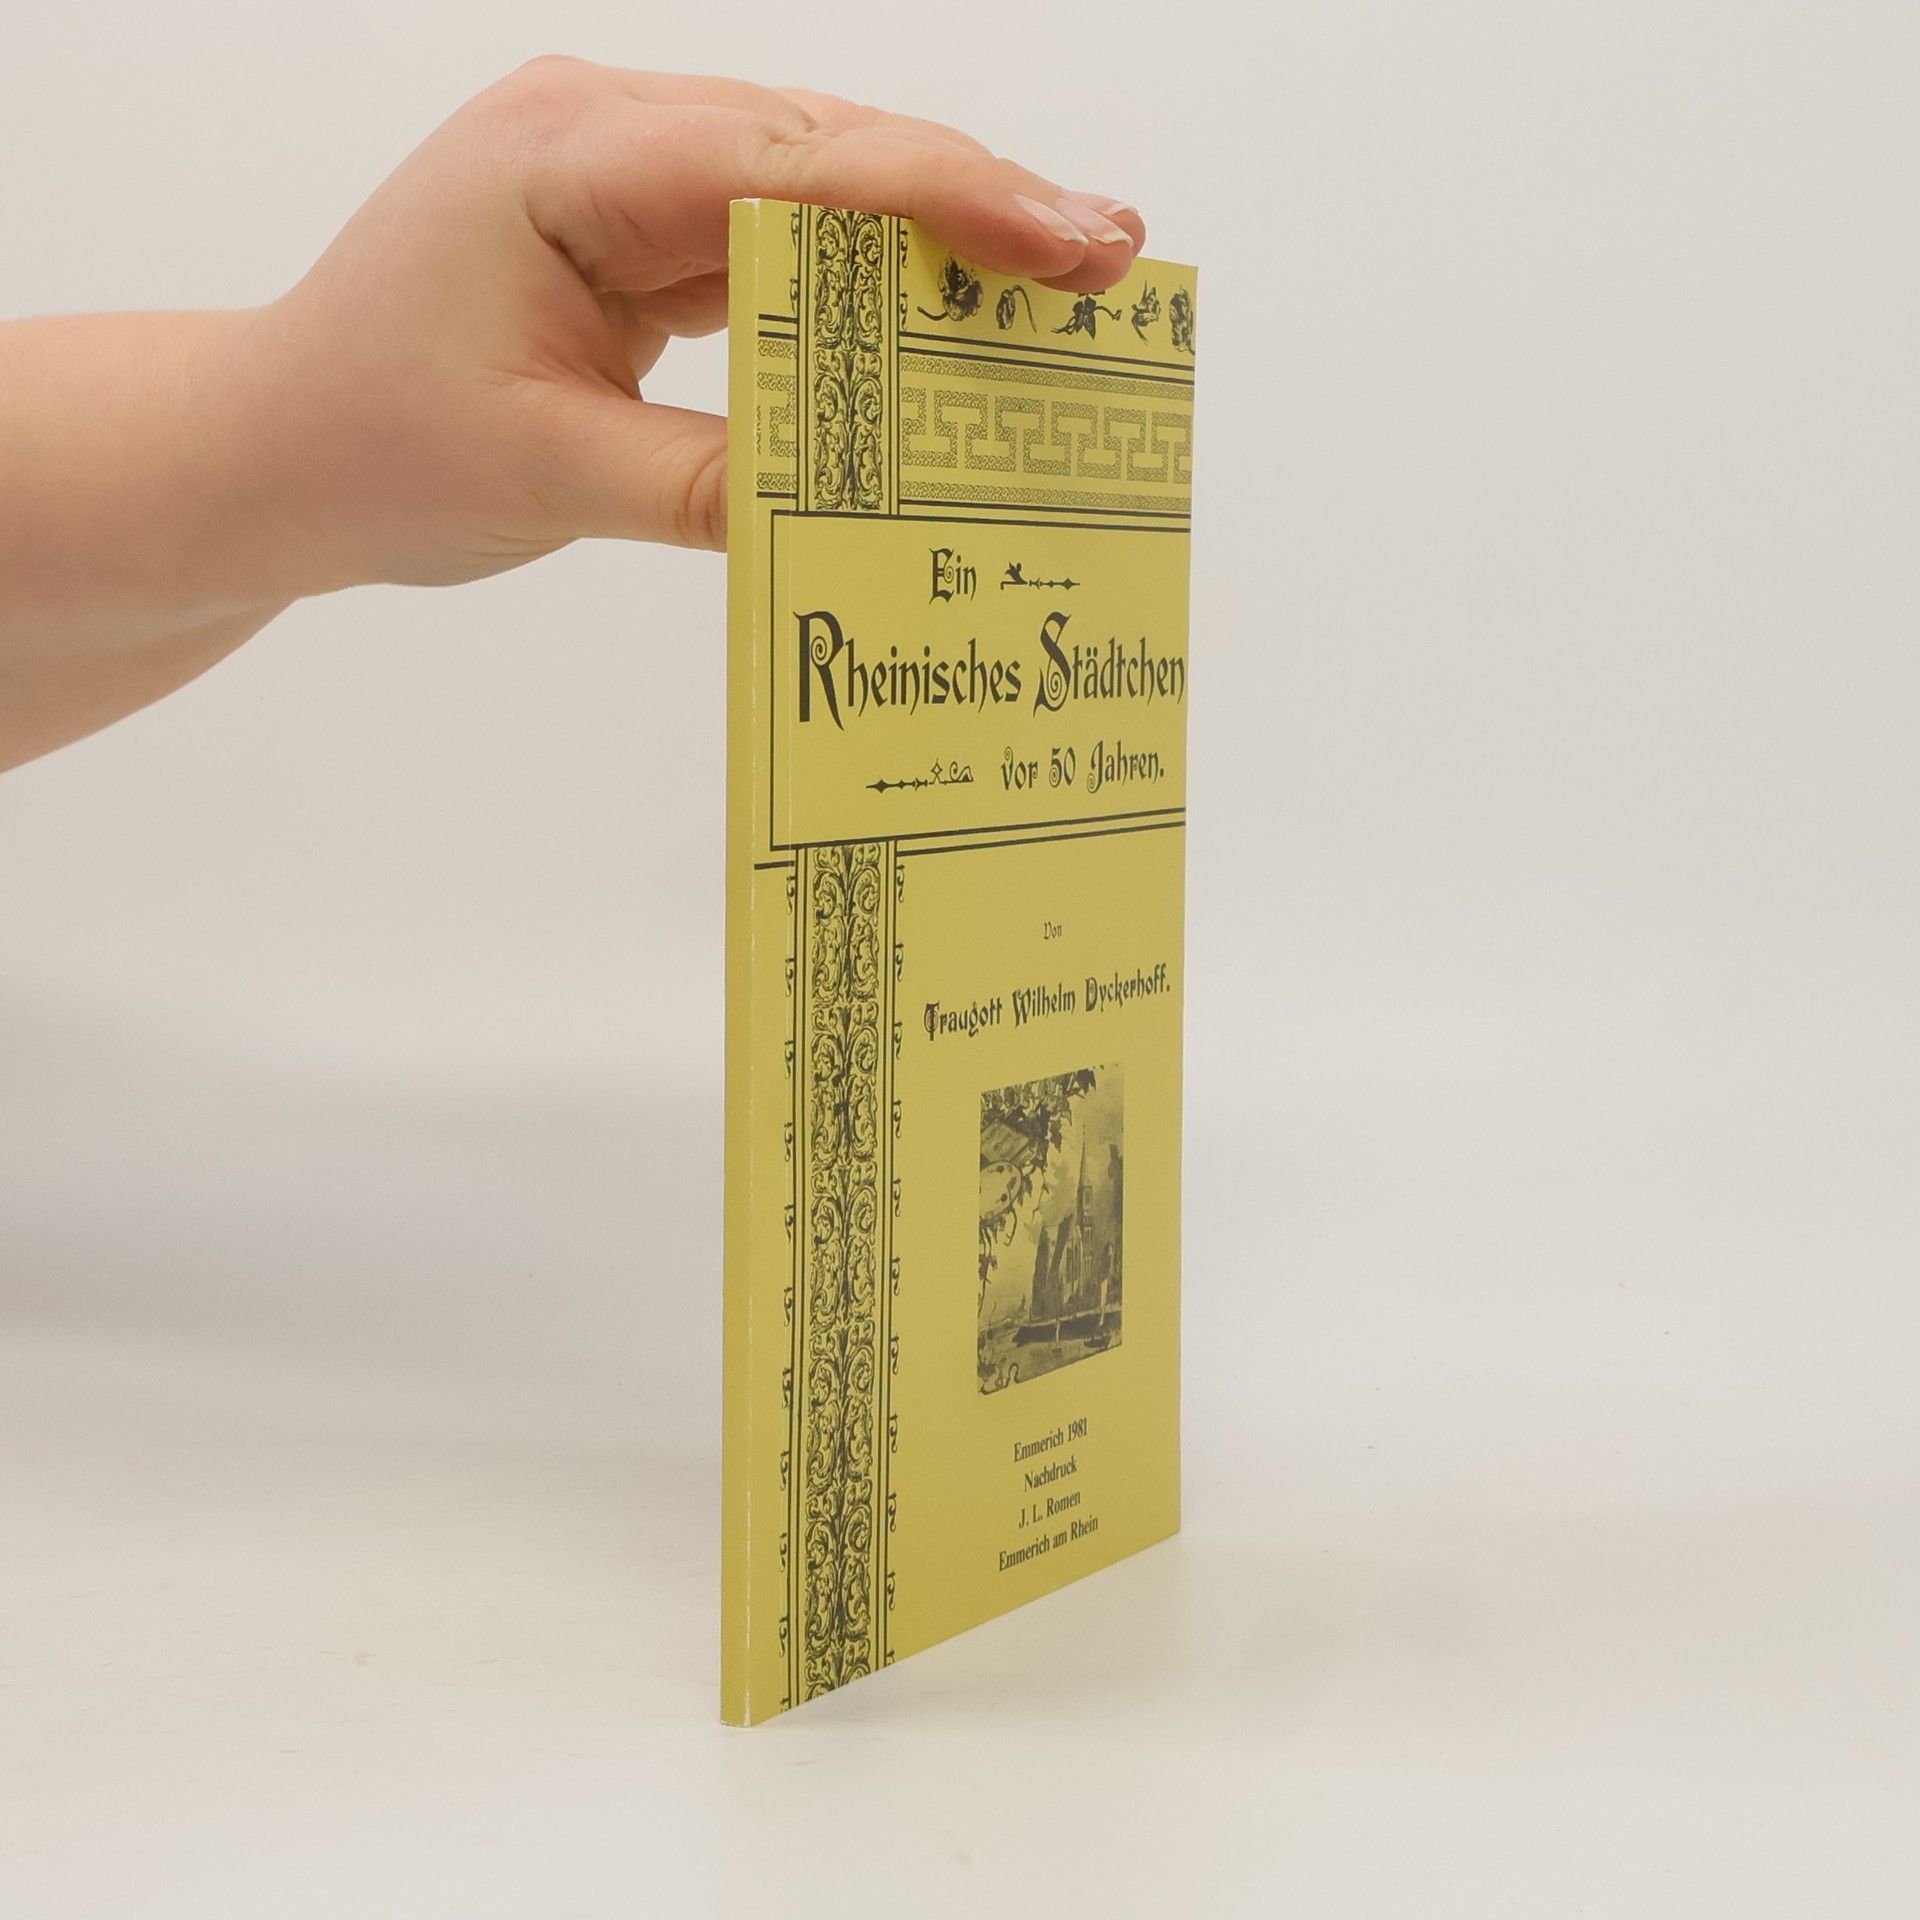 Ein
Rheinisches Städtchen
vor 50 Jahren.
Von
Traugott Wilhelm Dyckerhoff.
Emmerich 1981
Nachdruck
J. L. Romen
Emmerich am Rhein